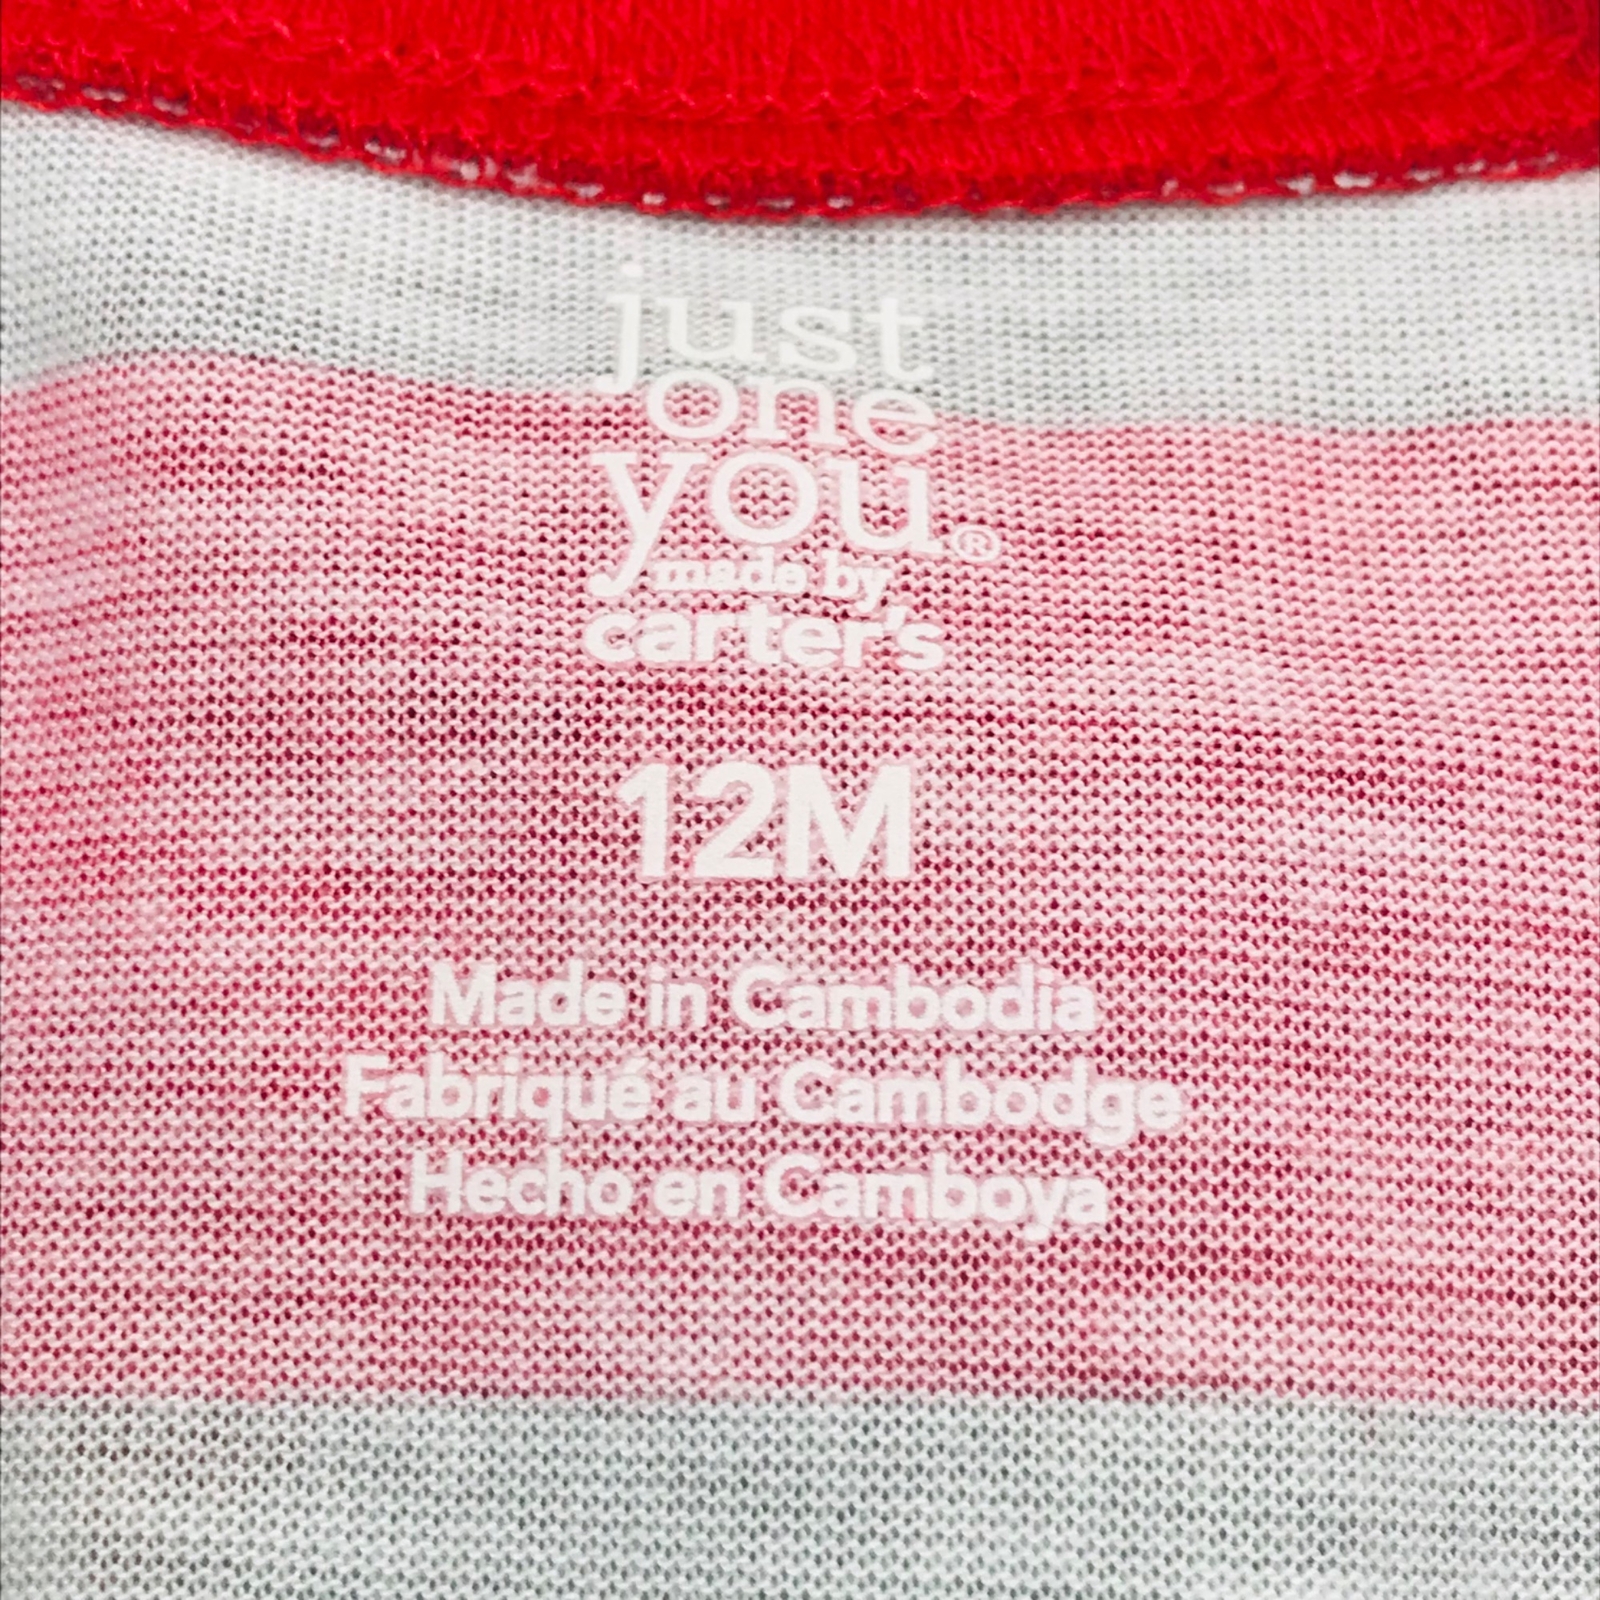 just
one
you®
made by
carter's
12M
Made in Cambodia
Fabriqué au Cambodge
Hecho en Camboya